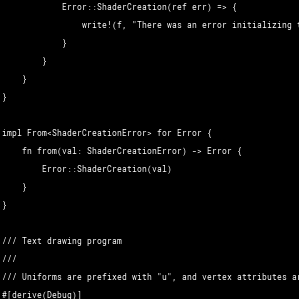 Error::ShaderCreation(ref err) => {
write!(f, "There was an error initializing
}
}
}
}
impl From<ShaderCreationError> for Error {
fn from(val: ShaderCreationError) -> Error {
Error::ShaderCreation(val)
}
}
/// Text drawing program
///
/// Uniforms are prefixed with "u", and vertex attributes
#[derive(Debug)]